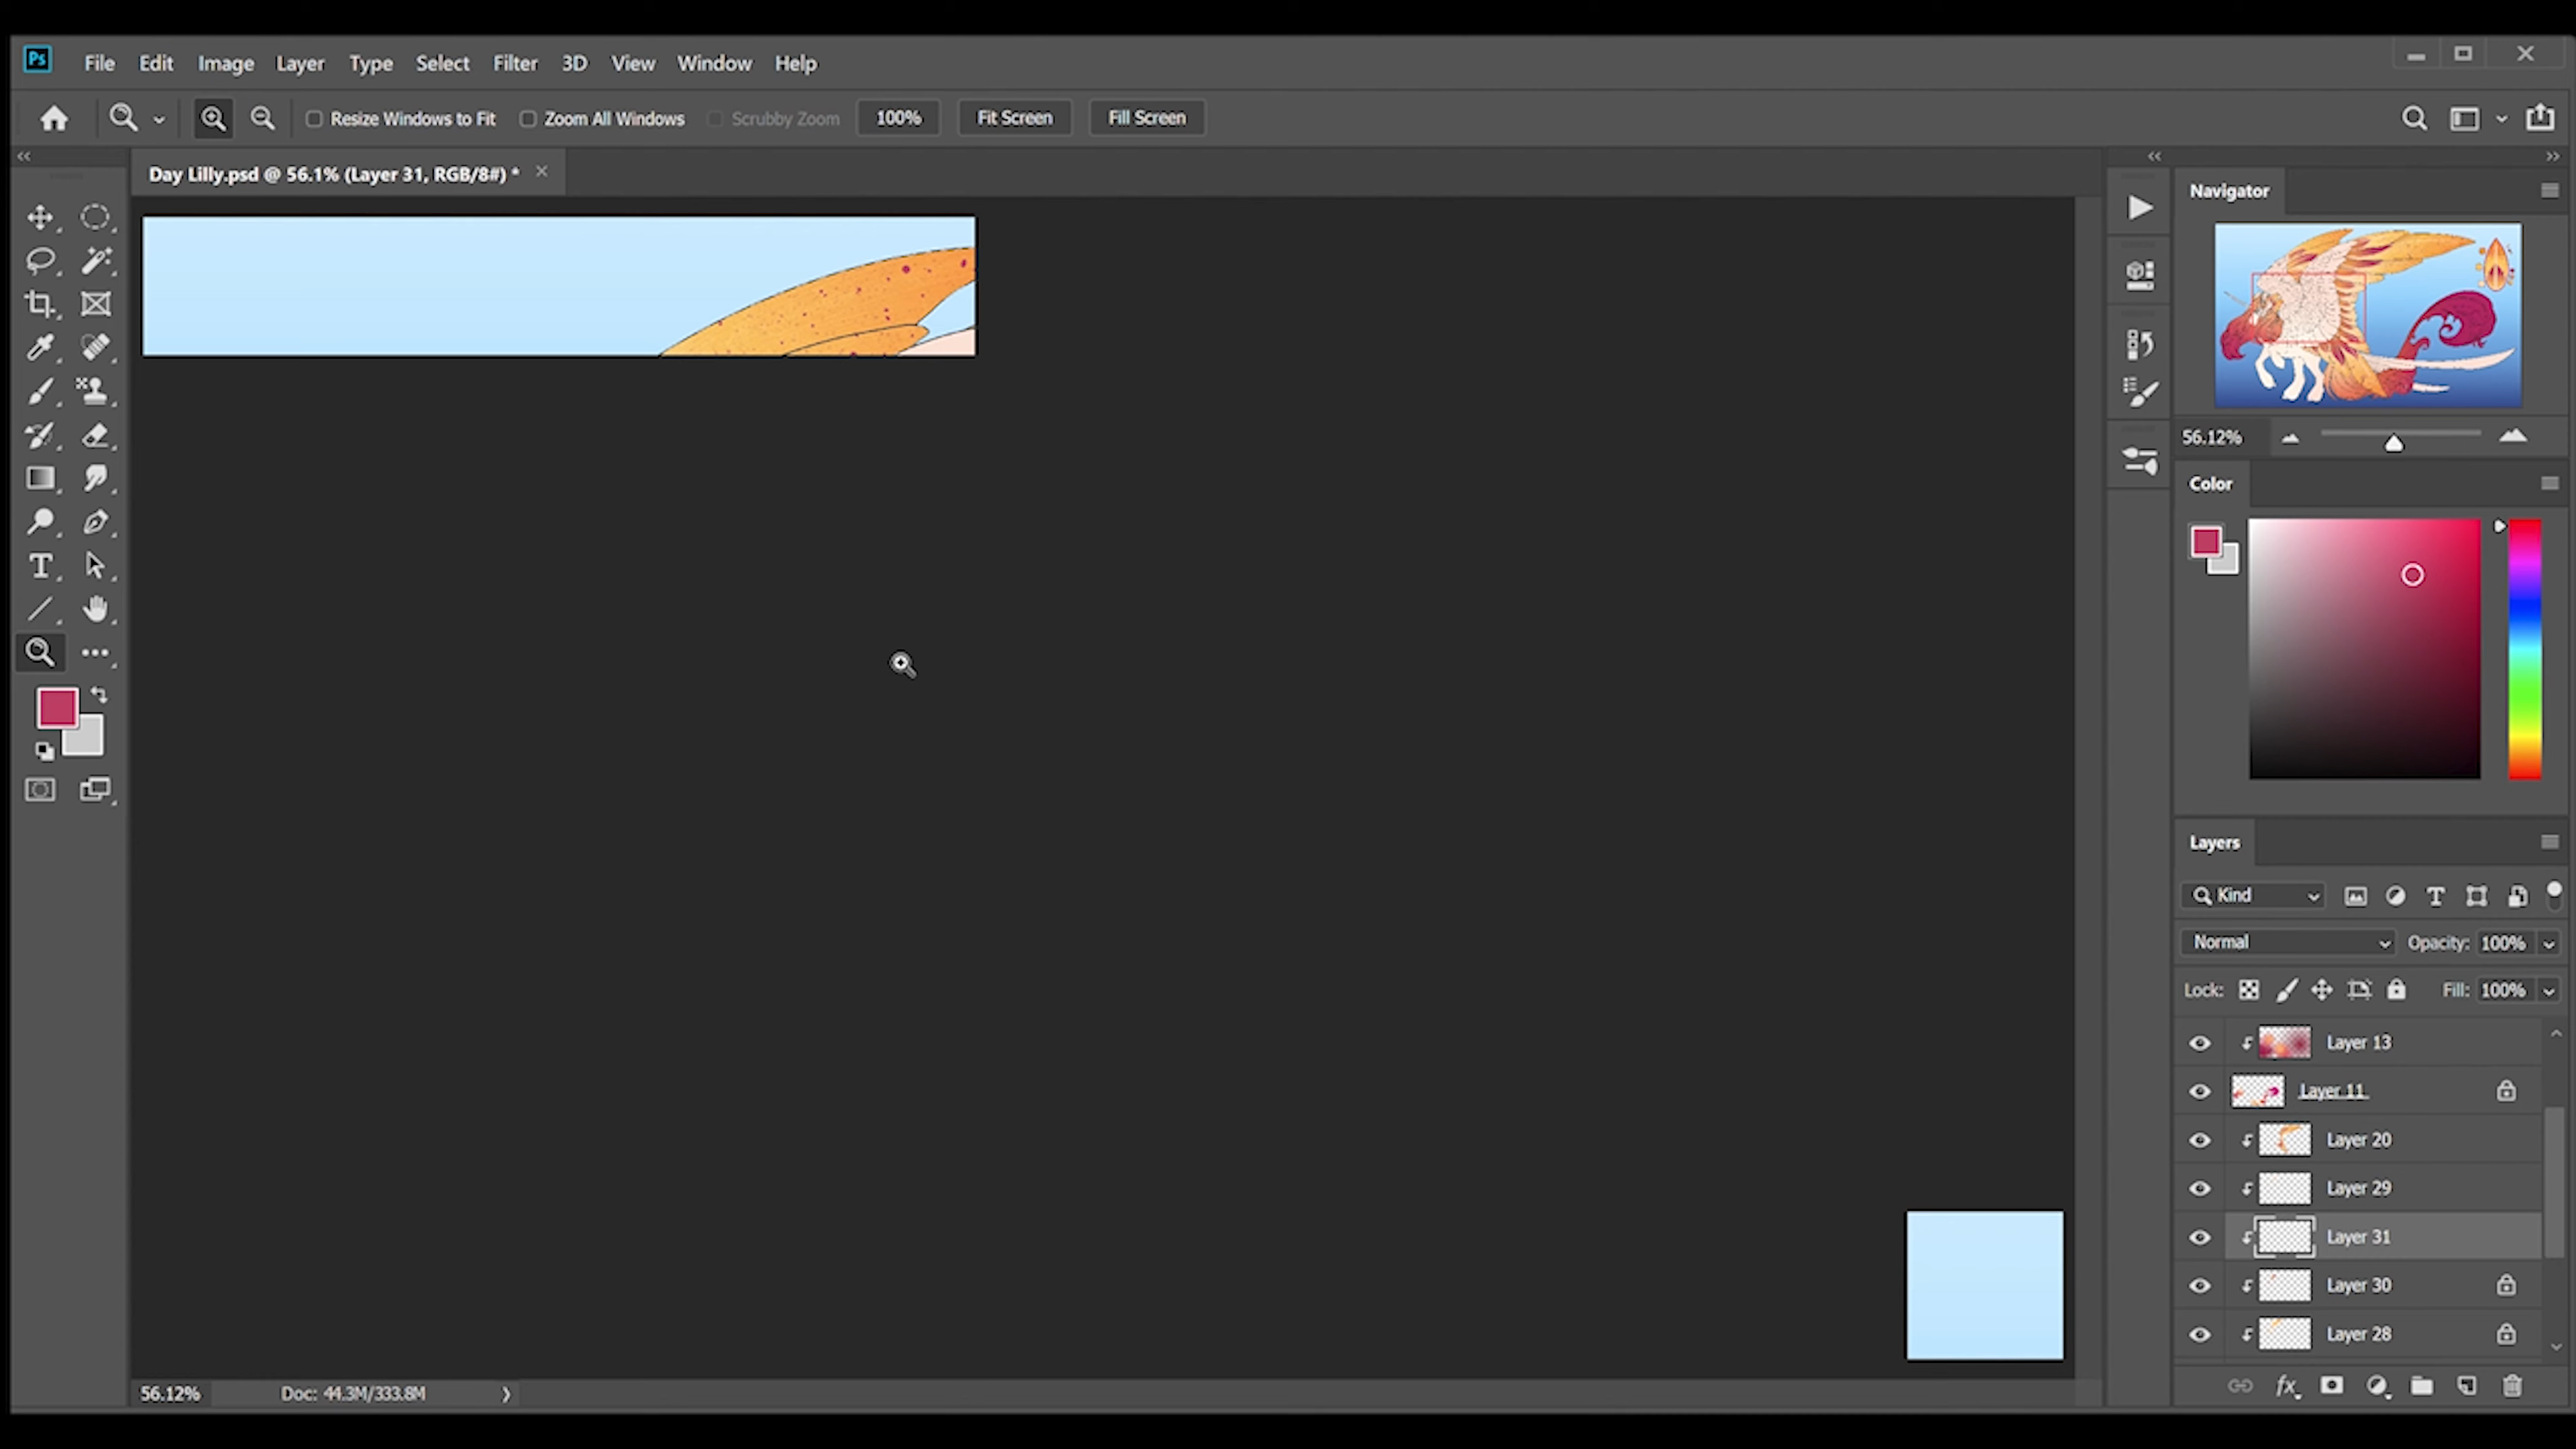 Ps File Edit Image Layer Type Select Filter 3D View Window Help
Resize Windows to Fit Zoom All Windows Scrubby Zoom 100% Fit Screen Fill Screen
Day Lilly.psd @ 56.1% (Layer 31, RGB/8#) *
Navigator
56.12%
Color
Layers
Kind
Normal Opacity: 100%
Lock: Fill: 100%
Layer 13
Layer 11
Layer 20
Layer 29
Layer 31
Layer 30
Layer 28
fx
56.12% Doc: 44.3M/333.8M